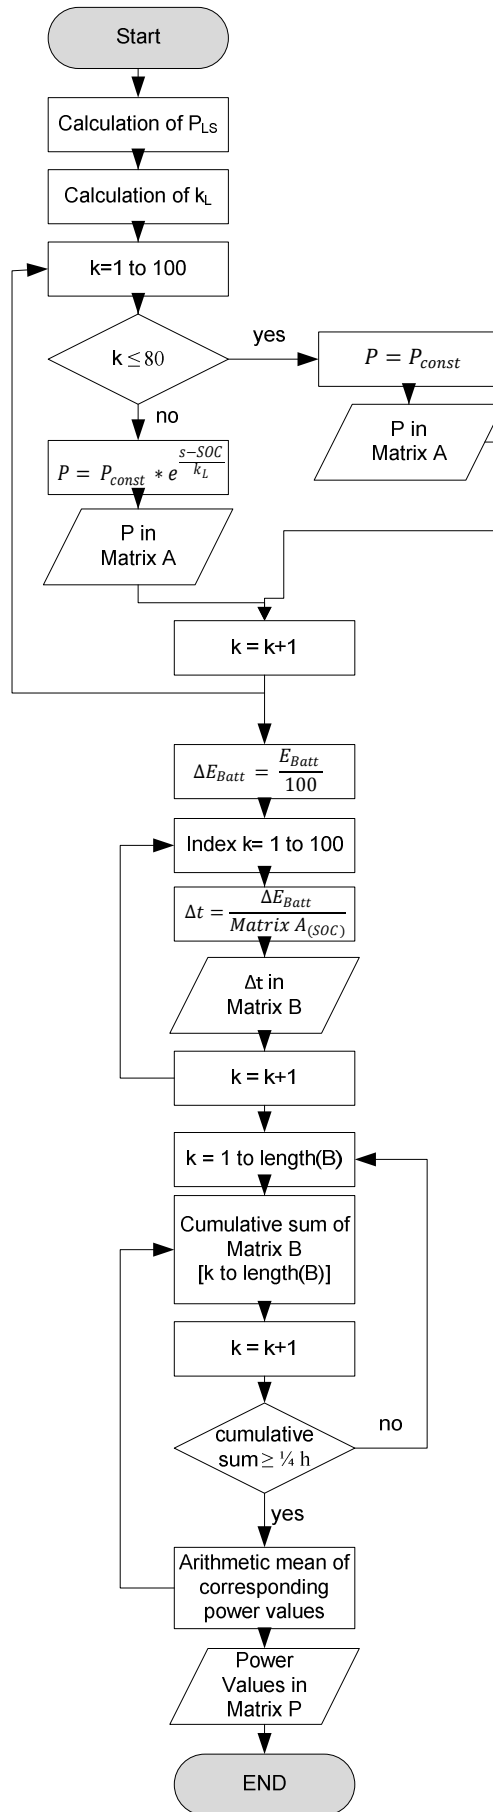 Start
Calculation of P_LS
Calculation of k_L
k=1 to 100
k ≤ 80
yes
P = P_const
P in
Matrix A
no
P = P_const * e^((s−SOC)/k_L)
P in
Matrix A
k = k+1
ΔE_Batt = E_Batt / 100
Index k= 1 to 100
Δt = ΔE_Batt / Matrix A_(SOC)
Δt in
Matrix B
k = k+1
k = 1 to length(B)
Cumulative sum of
Matrix B
[k to length(B)]
k = k+1
cumulative
sum ≥ ¼ h
no
yes
Arithmetic mean of
corresponding
power values
Power
Values in
Matrix P
END